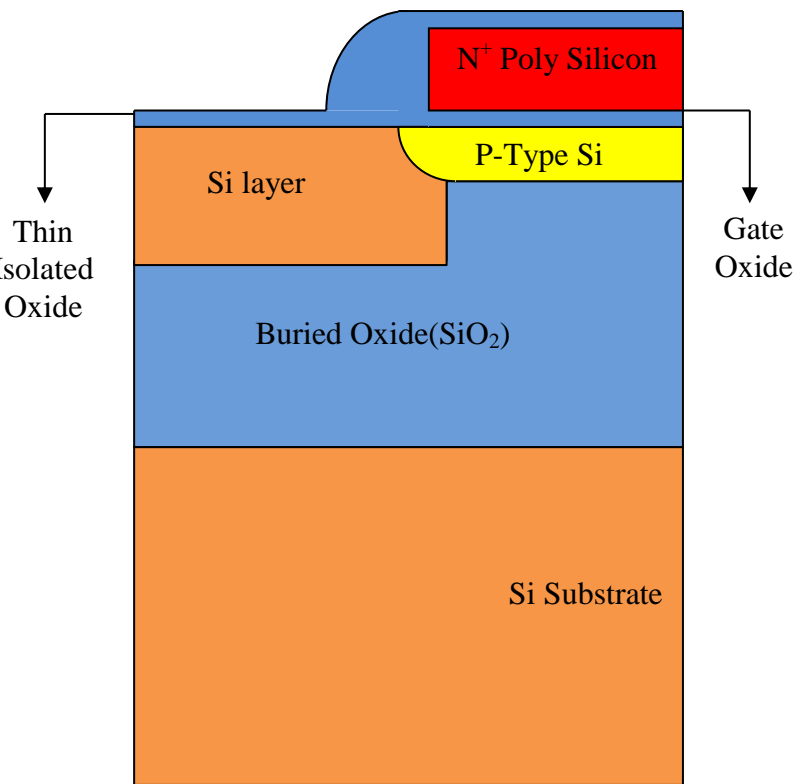 N⁺ Poly Silicon
P-Type Si
Si layer
Thin
Isolated
Oxide
Gate
Oxide
Buried Oxide(SiO₂)
Si Substrate